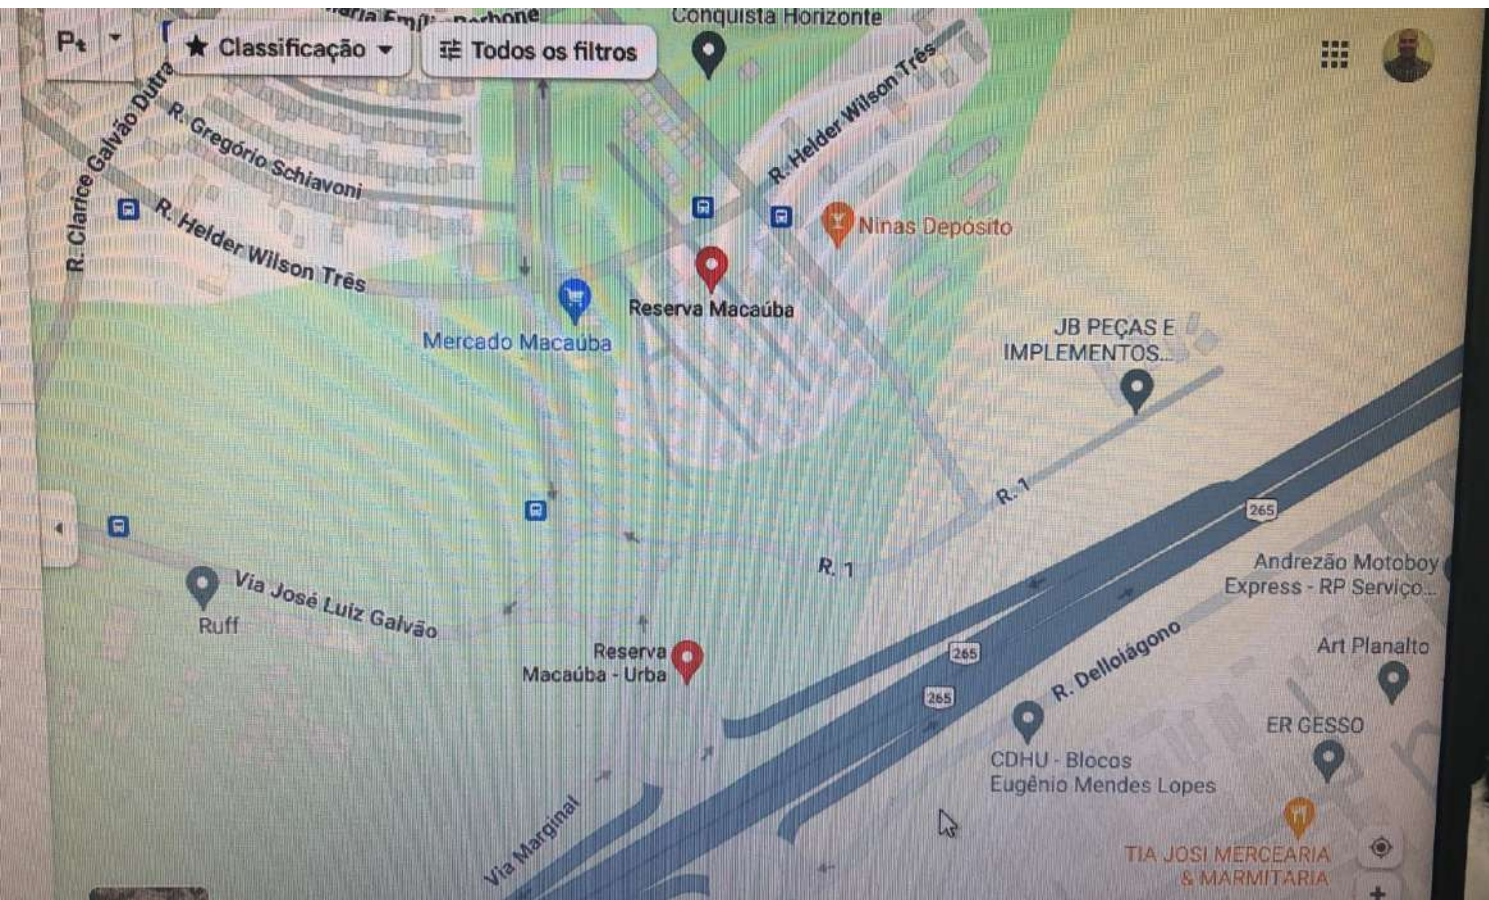 Conquista Horizonte
Classificação
Todos os filtros
R. Helder Wilson Três
R. Clarice Galvão Dutra
R. Gregório Schiavoni
R. Helder Wilson Três
Ninas Depósito
Reserva Macaúba
Mercado Macaúba
JB PEÇAS E
IMPLEMENTOS...
R. 1
265
R. 1
Andrezão Motoboy
Express - RP Serviço...
Via José Luiz Galvão
Ruff
Reserva
Macaúba - Urba
265
R. Delloiágono
Art Planalto
265
ER GESSO
CDHU - Blocos
Eugênio Mendes Lopes
Via Marginal
TIA JOSI MERCEARIA
& MARMITARIA